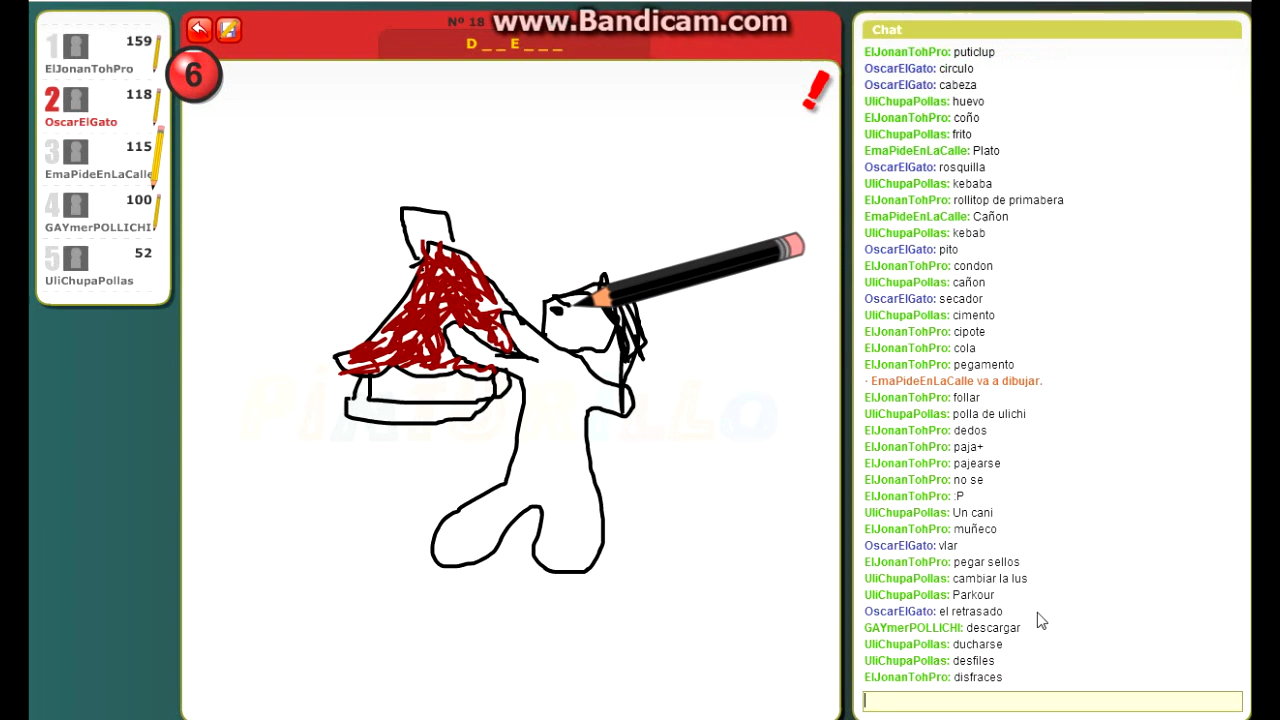 www.Bandicam.com
Nº 18
D _ _ E _ _ _
6
1 159
ElJonanTohPro
2 118
OscarElGato
3 115
EmaPideEnLaCalle
4 100
GAYmerPOLLICHI
5 52
UliChupaPollas
PINTURILLO
Chat
ElJonanTohPro: puticlup
OscarElGato: circulo
OscarElGato: cabeza
UliChupaPollas: huevo
ElJonanTohPro: coño
UliChupaPollas: frito
EmaPideEnLaCalle: Plato
OscarElGato: rosquilla
UliChupaPollas: kebaba
ElJonanTohPro: rollitop de primabera
EmaPideEnLaCalle: Cañon
UliChupaPollas: kebab
OscarElGato: pito
ElJonanTohPro: condon
UliChupaPollas: cañon
OscarElGato: secador
UliChupaPollas: cimento
ElJonanTohPro: cipote
ElJonanTohPro: cola
ElJonanTohPro: pegamento
· EmaPideEnLaCalle va a dibujar.
ElJonanTohPro: follar
UliChupaPollas: polla de ulichi
ElJonanTohPro: dedos
ElJonanTohPro: paja+
ElJonanTohPro: pajearse
ElJonanTohPro: no se
ElJonanTohPro: :P
UliChupaPollas: Un cani
ElJonanTohPro: muñeco
OscarElGato: vlar
ElJonanTohPro: pegar sellos
UliChupaPollas: cambiar la lus
UliChupaPollas: Parkour
OscarElGato: el retrasado
GAYmerPOLLICHI: descargar
UliChupaPollas: ducharse
UliChupaPollas: desfiles
ElJonanTohPro: disfraces